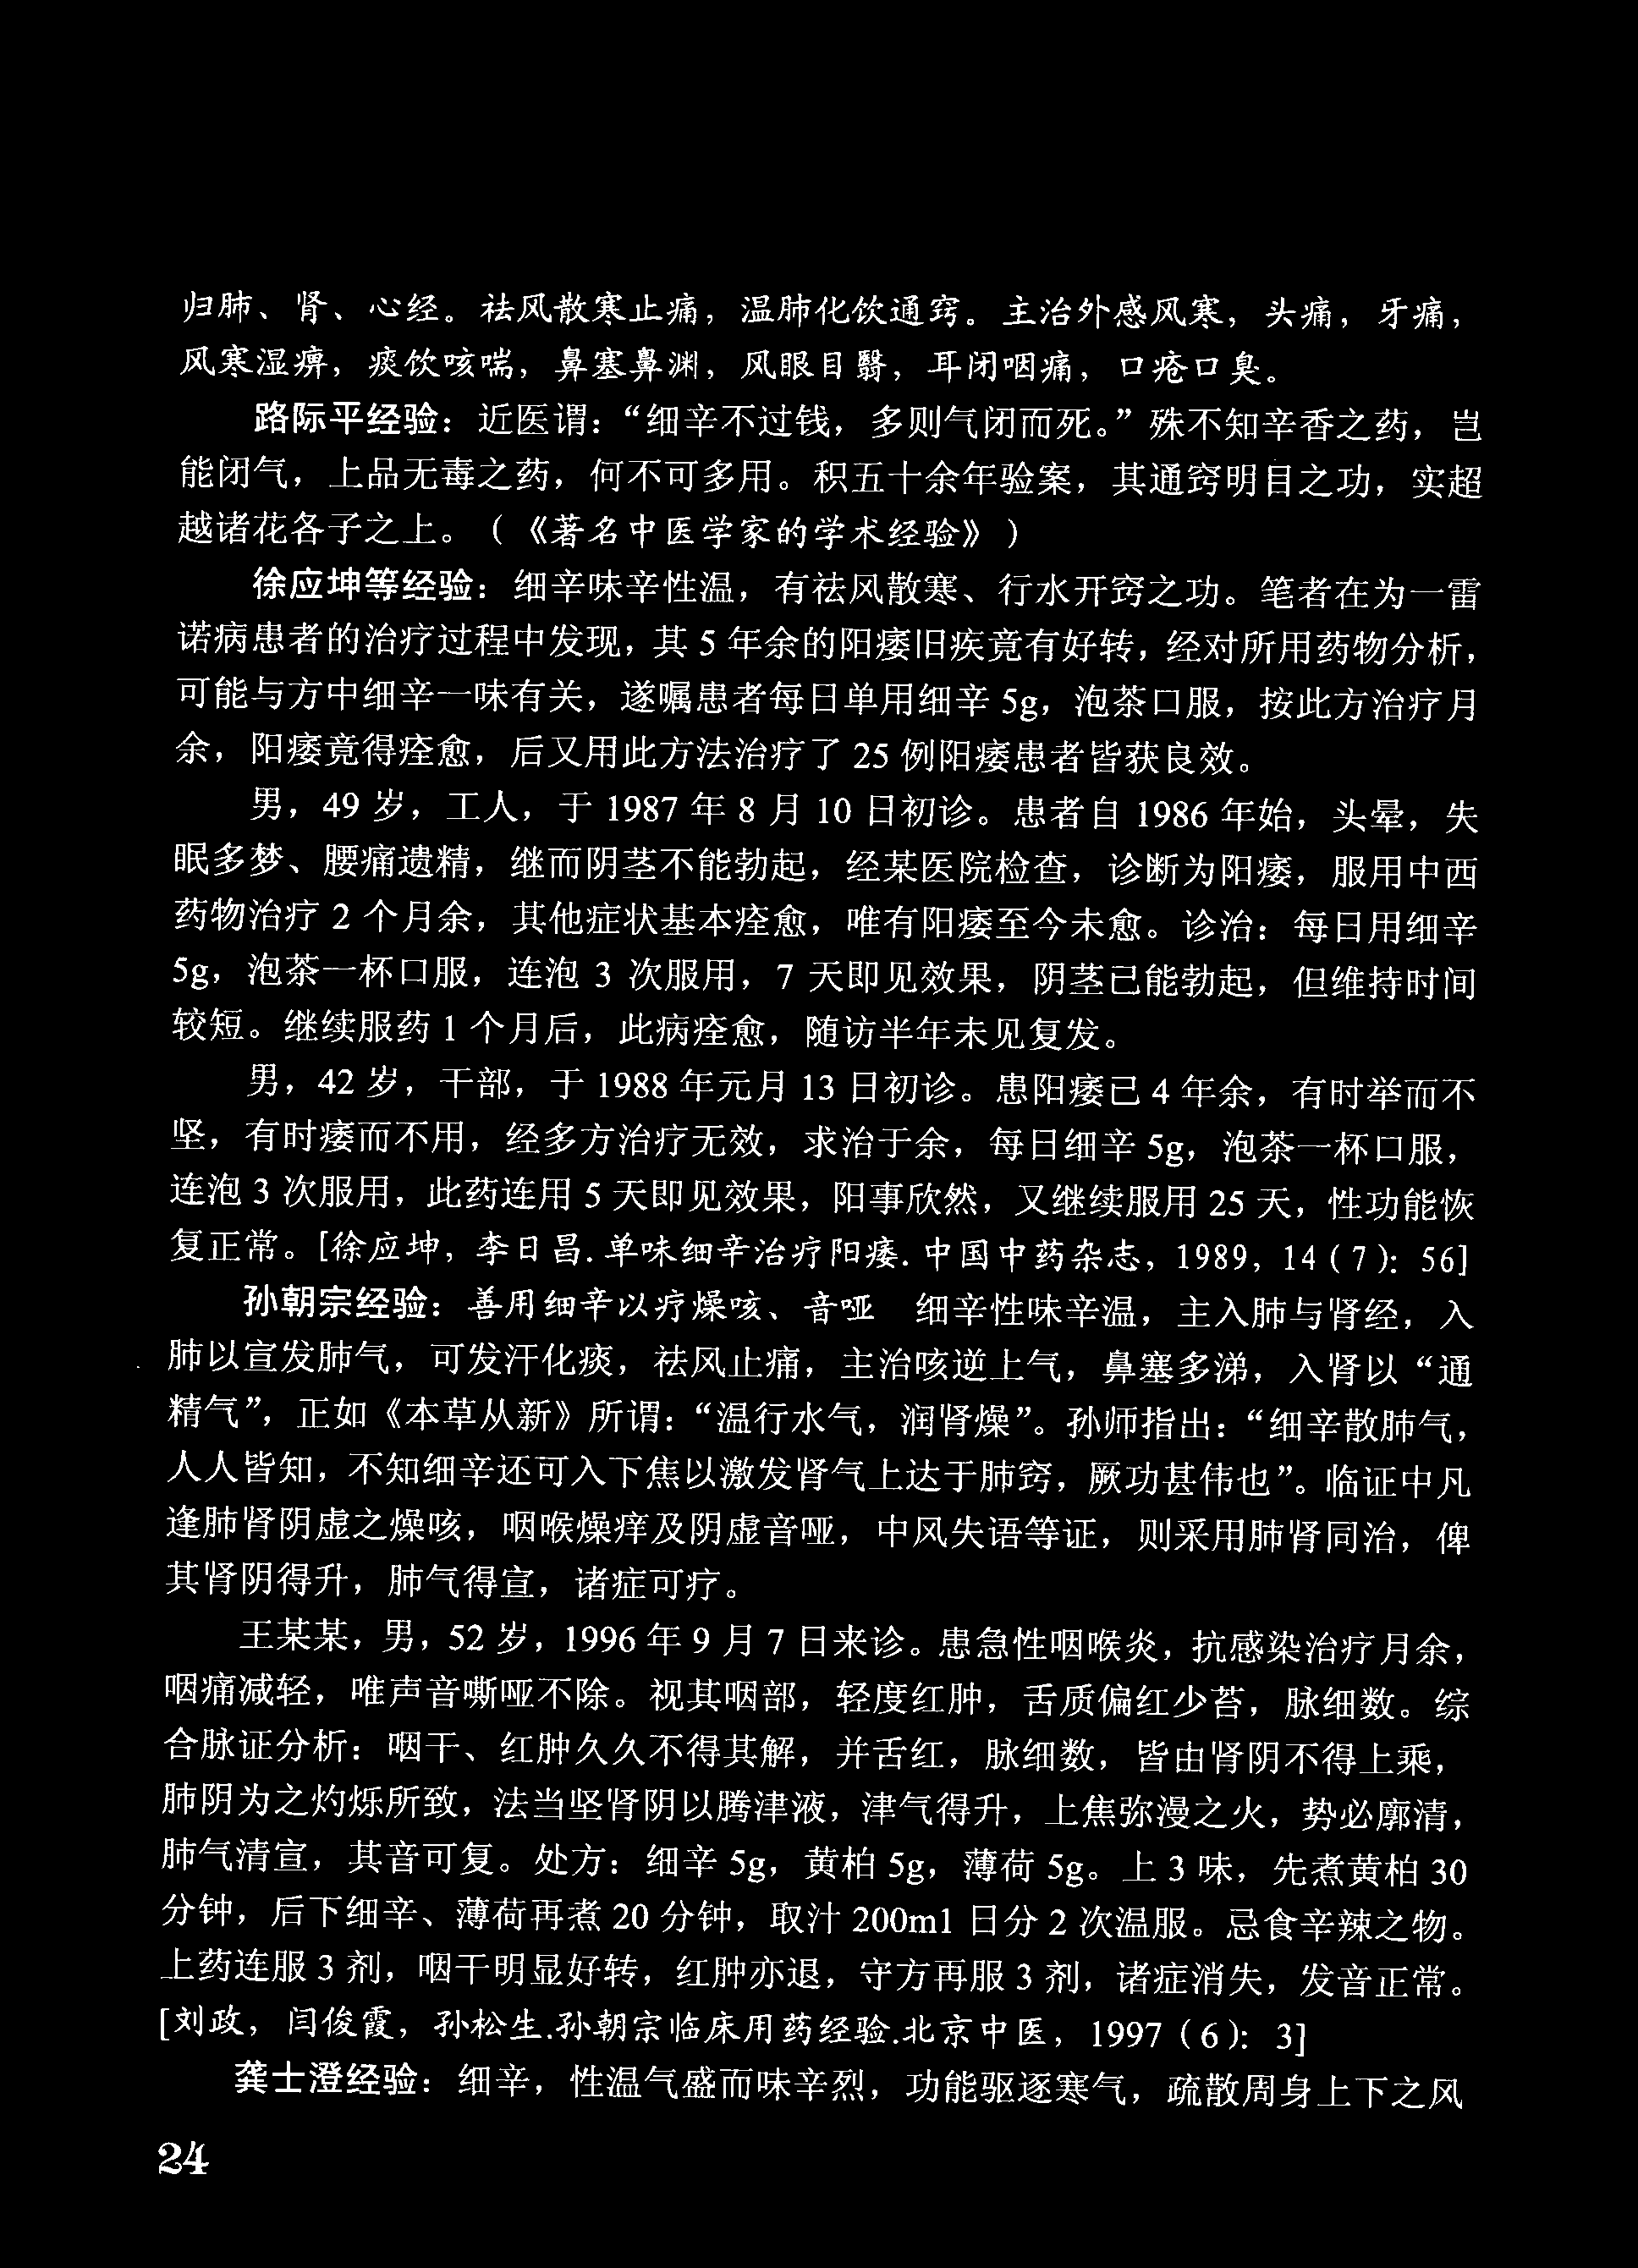 归肺、肾、心经。祛风散寒止痛，温肺化饮通窍。主治外感风寒，头痛，牙痛，
风寒湿痹，痰饮咳喘，鼻塞鼻渊，风眼目翳，耳闭咽痛，口疮口臭。
路际平经验：近医谓：“细辛不过钱，多则气闭而死。”殊不知辛香之药，岂
能闭气，上品无毒之药，何不可多用。积五十余年验案，其通窍明目之功，实超
越诸花各子之上。（《著名中医学家的学术经验》）
徐应坤等经验：细辛味辛性温，有祛风散寒、行水开窍之功。笔者在为一雷
诺病患者的治疗过程中发现，其 5 年余的阳痿旧疾竟有好转，经对所用药物分析，
可能与方中细辛一味有关，遂嘱患者每日单用细辛 5g，泡茶口服，按此方治疗月
余，阳痿竟得痊愈，后又用此方法治疗了 25 例阳痿患者皆获良效。
男，49 岁，工人，于 1987 年 8 月 10 日初诊。患者自 1986 年始，头晕，失
眠多梦、腰痛遗精，继而阴茎不能勃起，经某医院检查，诊断为阳痿，服用中西
药物治疗 2 个月余，其他症状基本痊愈，唯有阳痿至今未愈。诊治：每日用细辛
5g，泡茶一杯口服，连泡 3 次服用，7 天即见效果，阴茎已能勃起，但维持时间
较短。继续服药 1 个月后，此病痊愈，随访半年未见复发。
男，42 岁，干部，于 1988 年元月 13 日初诊。患阳痿已 4 年余，有时举而不
坚，有时痿而不用，经多方治疗无效，求治于余，每日细辛 5g，泡茶一杯口服，
连泡 3 次服用，此药连用 5 天即见效果，阳事欣然，又继续服用 25 天，性功能恢
复正常。[徐应坤，李日昌.单味细辛治疗阳痿.中国中药杂志，1989，14（7）：56]
孙朝宗经验：善用细辛以疗燥咳、音哑　细辛性味辛温，主入肺与肾经，入
肺以宣发肺气，可发汗化痰，祛风止痛，主治咳逆上气，鼻塞多涕，入肾以“通
精气”，正如《本草从新》所谓：“温行水气，润肾燥”。孙师指出：“细辛散肺气，
人人皆知，不知细辛还可入下焦以激发肾气上达于肺窍，厥功甚伟也”。临证中凡
逢肺肾阴虚之燥咳，咽喉燥痒及阴虚音哑，中风失语等证，则采用肺肾同治，俾
其肾阴得升，肺气得宣，诸症可疗。
王某某，男，52 岁，1996 年 9 月 7 日来诊。患急性咽喉炎，抗感染治疗月余，
咽痛减轻，唯声音嘶哑不除。视其咽部，轻度红肿，舌质偏红少苔，脉细数。综
合脉证分析：咽干、红肿久久不得其解，并舌红，脉细数，皆由肾阴不得上乘，
肺阴为之灼烁所致，法当坚肾阴以腾津液，津气得升，上焦弥漫之火，势必廓清，
肺气清宣，其音可复。处方：细辛 5g，黄柏 5g，薄荷 5g。上 3 味，先煮黄柏 30
分钟，后下细辛、薄荷再煮 20 分钟，取汁 200ml 日分 2 次温服。忌食辛辣之物。
上药连服 3 剂，咽干明显好转，红肿亦退，守方再服 3 剂，诸症消失，发音正常。
[刘政，闫俊霞，孙松生.孙朝宗临床用药经验.北京中医，1997（6）：3]
龚士澄经验：细辛，性温气盛而味辛烈，功能驱逐寒气，疏散周身上下之风
24